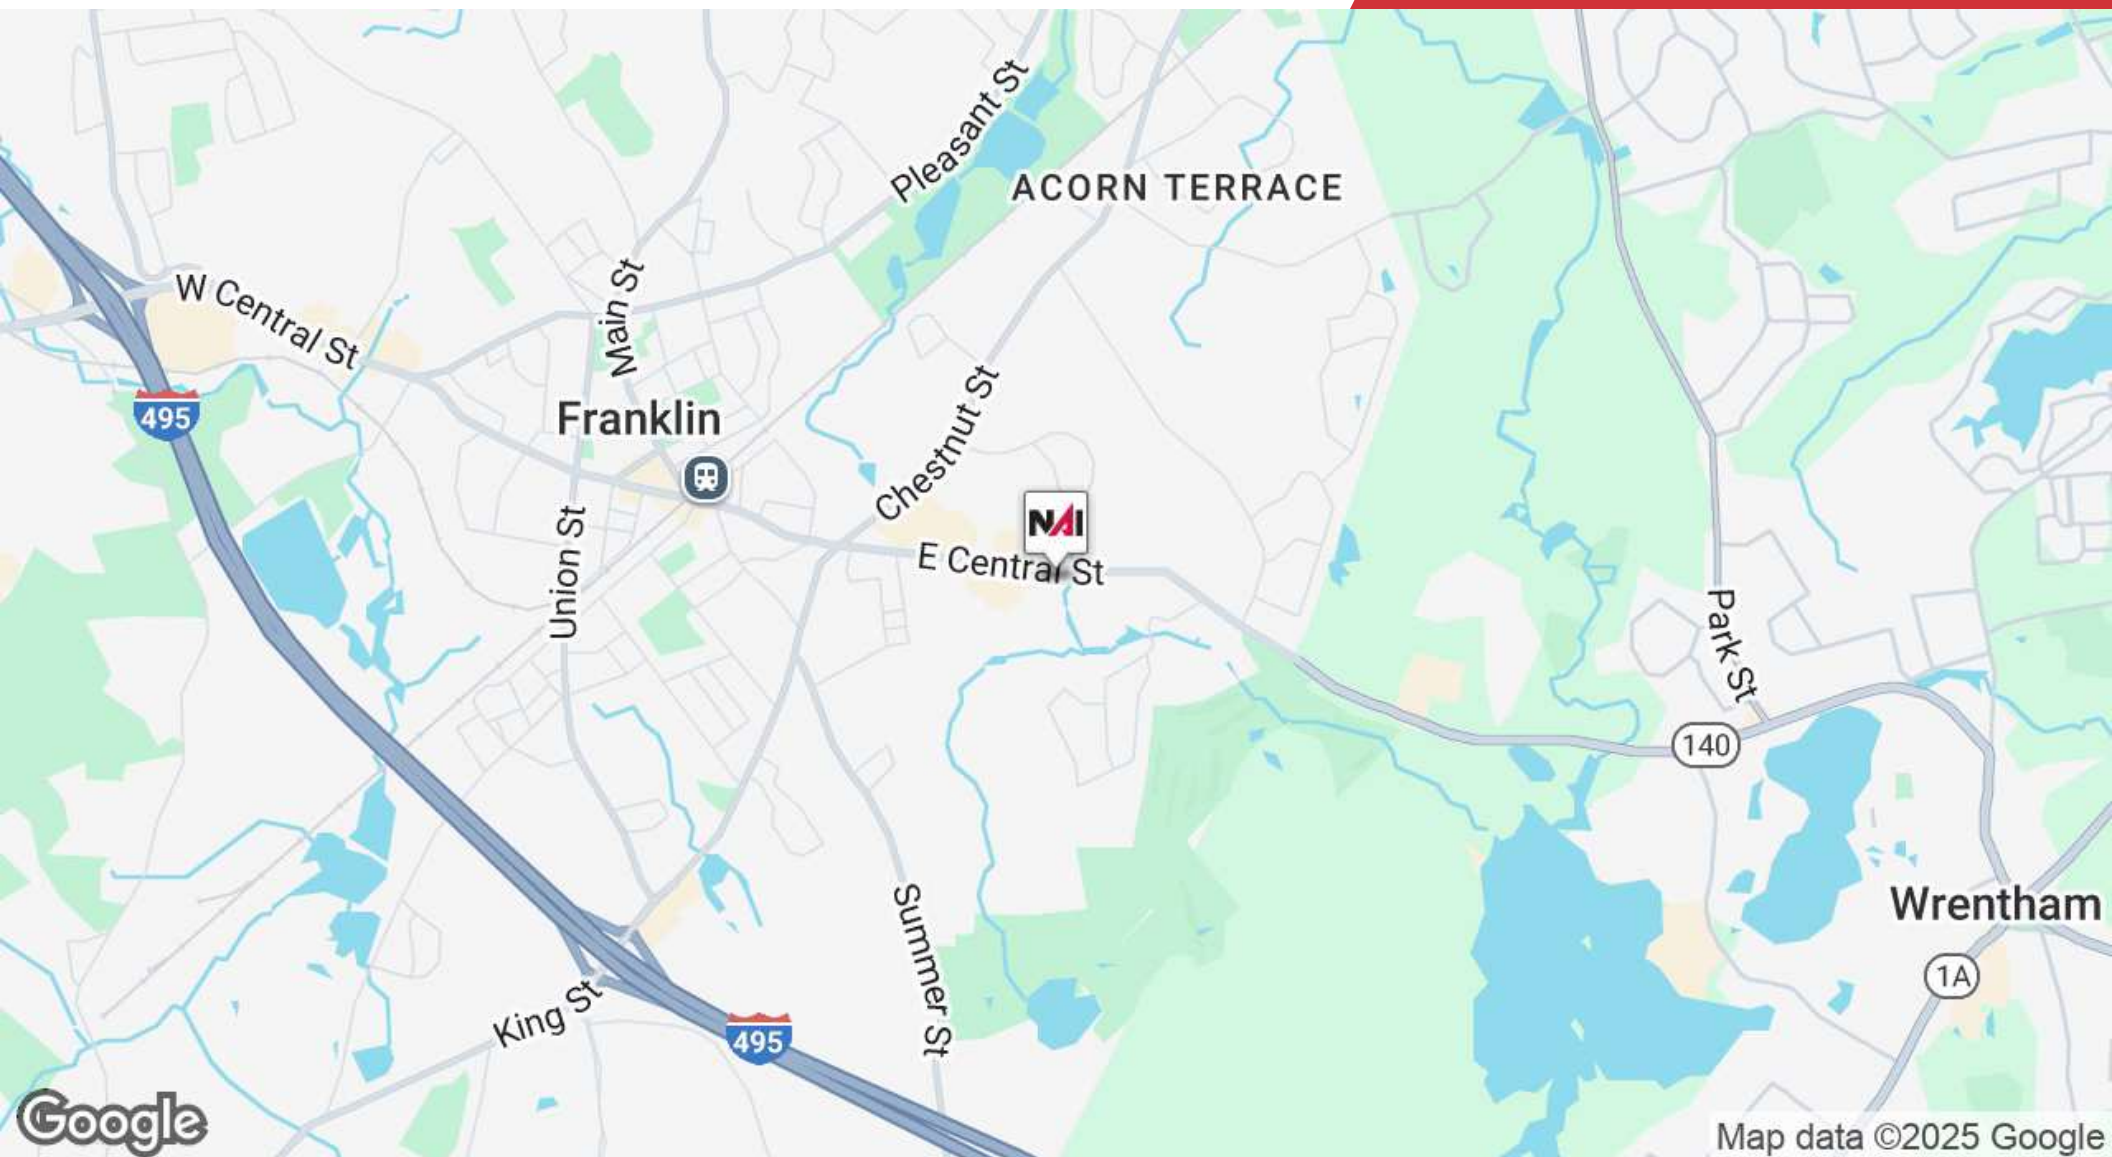 Pleasant St
ACORN TERRACE
W Central St
Main St
495
Franklin
Chestnut St
NAI
E Central St
Union St
Park St
140
Summer St
Wrentham
1A
King St
495
Google
Map data ©2025 Google